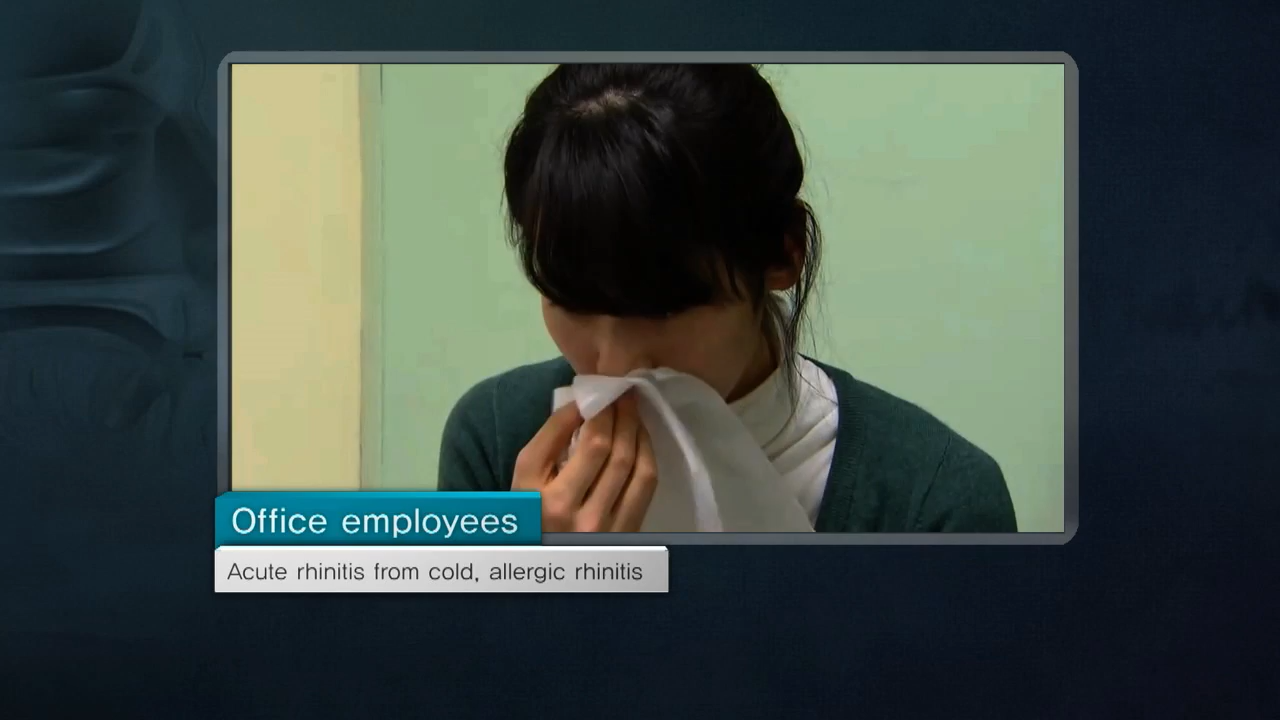 Office employees
Acute rhinitis from cold, allergic rhinitis